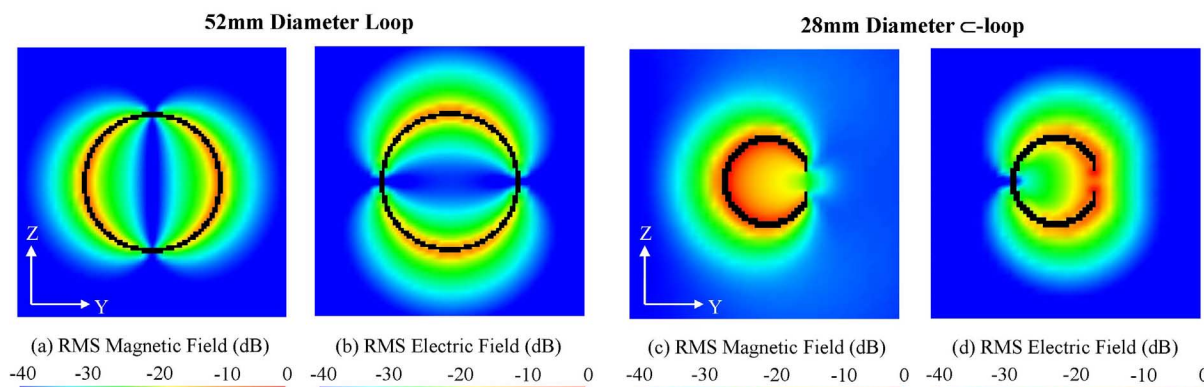 52mm Diameter Loop
28mm Diameter ⊂-loop
Z
Y
Z
Y
(a) RMS Magnetic Field (dB)
(b) RMS Electric Field (dB)
(c) RMS Magnetic Field (dB)
(d) RMS Electric Field (dB)
-40 -30 -20 -10 0
-40 -30 -20 -10 0
-40 -30 -20 -10 0
-40 -30 -20 -10 0